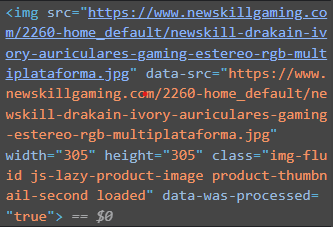 <img src="https://www.newskillgaming.co
m/2260-home_default/newskill-drakain-iv
ory-auriculares-gaming-estereo-rgb-mult
iplataforma.jpg" data-src="https://www.
newskillgaming.com/2260-home_default/ne
wskill-drakain-ivory-auriculares-gaming
-estereo-rgb-multiplataforma.jpg"
width="305" height="305" class="img-flu
id js-lazy-product-image product-thumbn
ail-second loaded" data-was-processed=
"true"> == $0